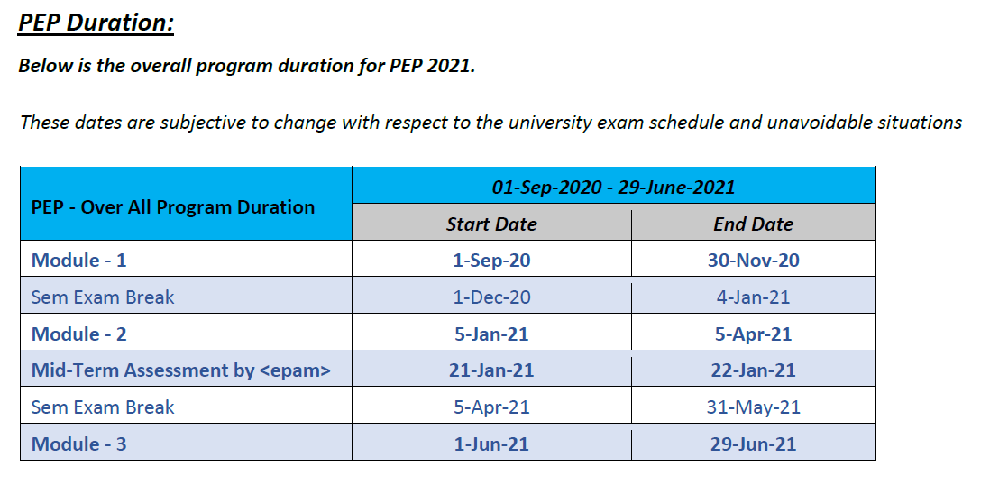 PEP Duration:
Below is the overall program duration for PEP 2021.
These dates are subjective to change with respect to the university exam schedule and unavoidable situations
PEP - Over All Program Duration
01-Sep-2020 - 29-June-2021
Start Date End Date
Module - 1 1-Sep-20 30-Nov-20
Sem Exam Break 1-Dec-20 4-Jan-21
Module - 2 5-Jan-21 5-Apr-21
Mid-Term Assessment by <epam> 21-Jan-21 22-Jan-21
Sem Exam Break 5-Apr-21 31-May-21
Module - 3 1-Jun-21 29-Jun-21